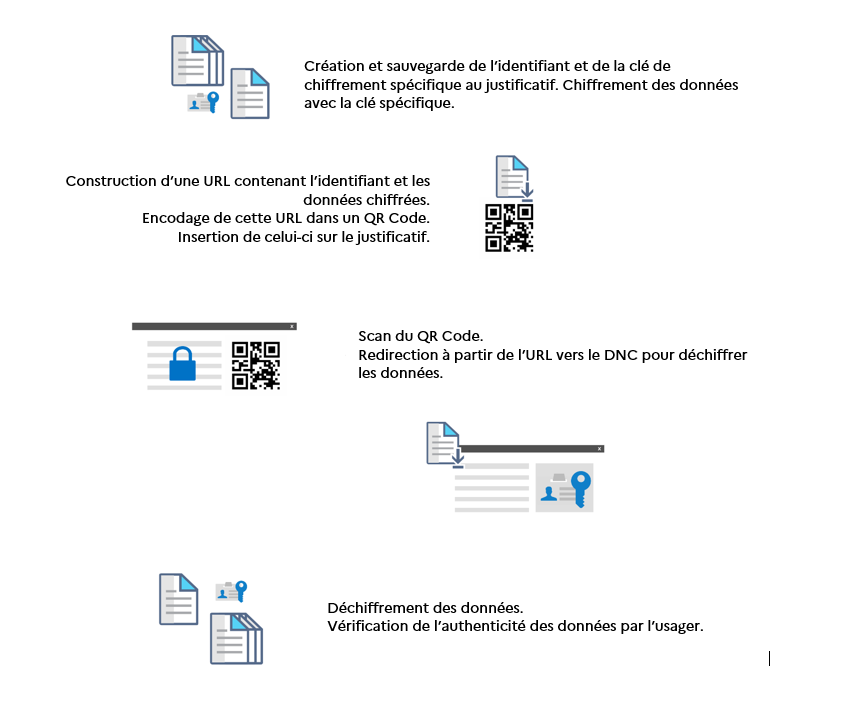 Création et sauvegarde de l'identifiant et de la clé de
chiffrement spécifique au justificatif. Chiffrement des données
avec la clé spécifique.
Construction d'une URL contenant l'identifiant et les
données chiffrées.
Encodage de cette URL dans un QR Code.
Insertion de celui-ci sur le justificatif.
Scan du QR Code.
Redirection à partir de l'URL vers le DNC pour déchiffrer
les données.
Déchiffrement des données.
Vérification de l'authenticité des données par l'usager.